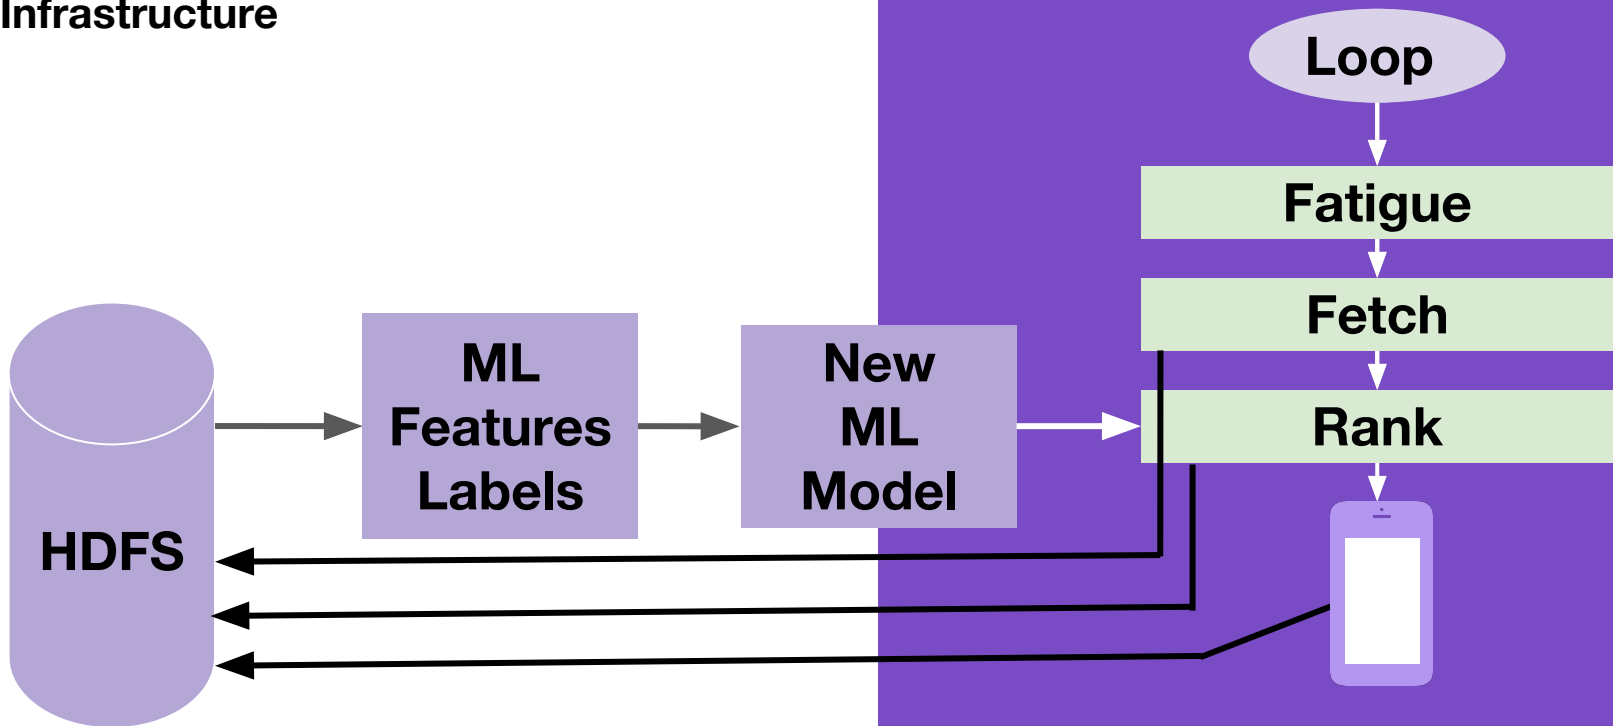 Infrastructure
Loop
Fatigue
Fetch
Rank
ML
Features
Labels
New
ML
Model
HDFS